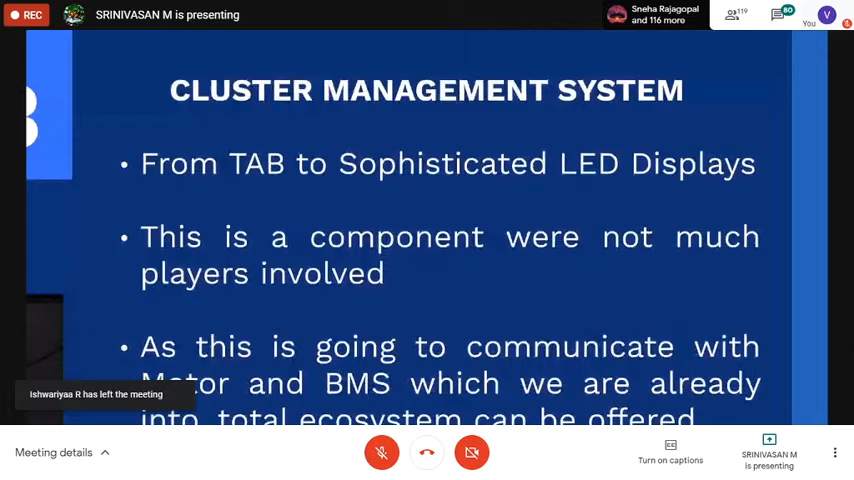 REC
SRINIVASAN M is presenting
Sneha Rajagopal
and 116 more
119
80
You
V
CLUSTER MANAGEMENT SYSTEM
• From TAB to Sophisticated LED Displays
• This is a component were not much
players involved
• As this is going to communicate with
Motor and BMS which we are already
into, total ecosystem can be offered
Ishwariyaa R has left the meeting
Meeting details
CC
Turn on captions
SRINIVASAN M
is presenting